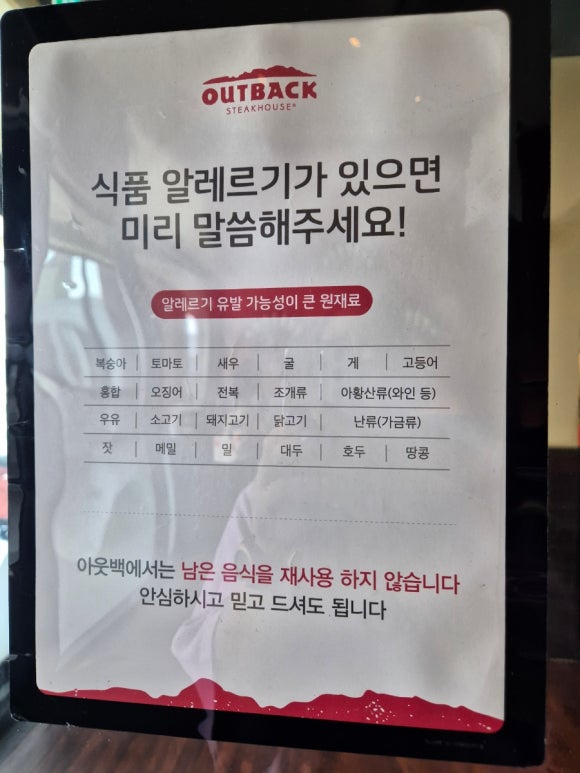 OUTBACK
STEAKHOUSE®
식품 알레르기가 있으면
미리 말씀해주세요!
알레르기 유발 가능성이 큰 원재료
복숭아 | 토마토 | 새우 | 굴 | 게 | 고등어
홍합 | 오징어 | 전복 | 조개류 | 아황산류(와인 등)
우유 | 소고기 | 돼지고기 | 닭고기 | 난류(가금류)
잣 | 메밀 | 밀 | 대두 | 호두 | 땅콩
아웃백에서는 남은 음식을 재사용 하지 않습니다
안심하시고 믿고 드셔도 됩니다